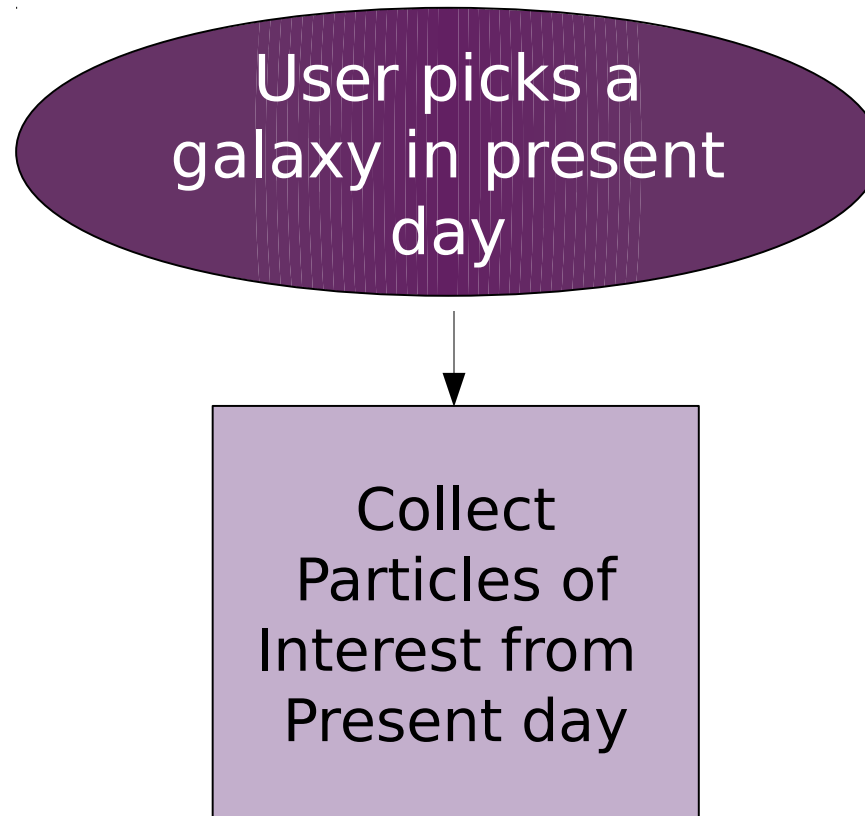 User picks a
galaxy in present
day
Collect
Particles of
Interest from
Present day